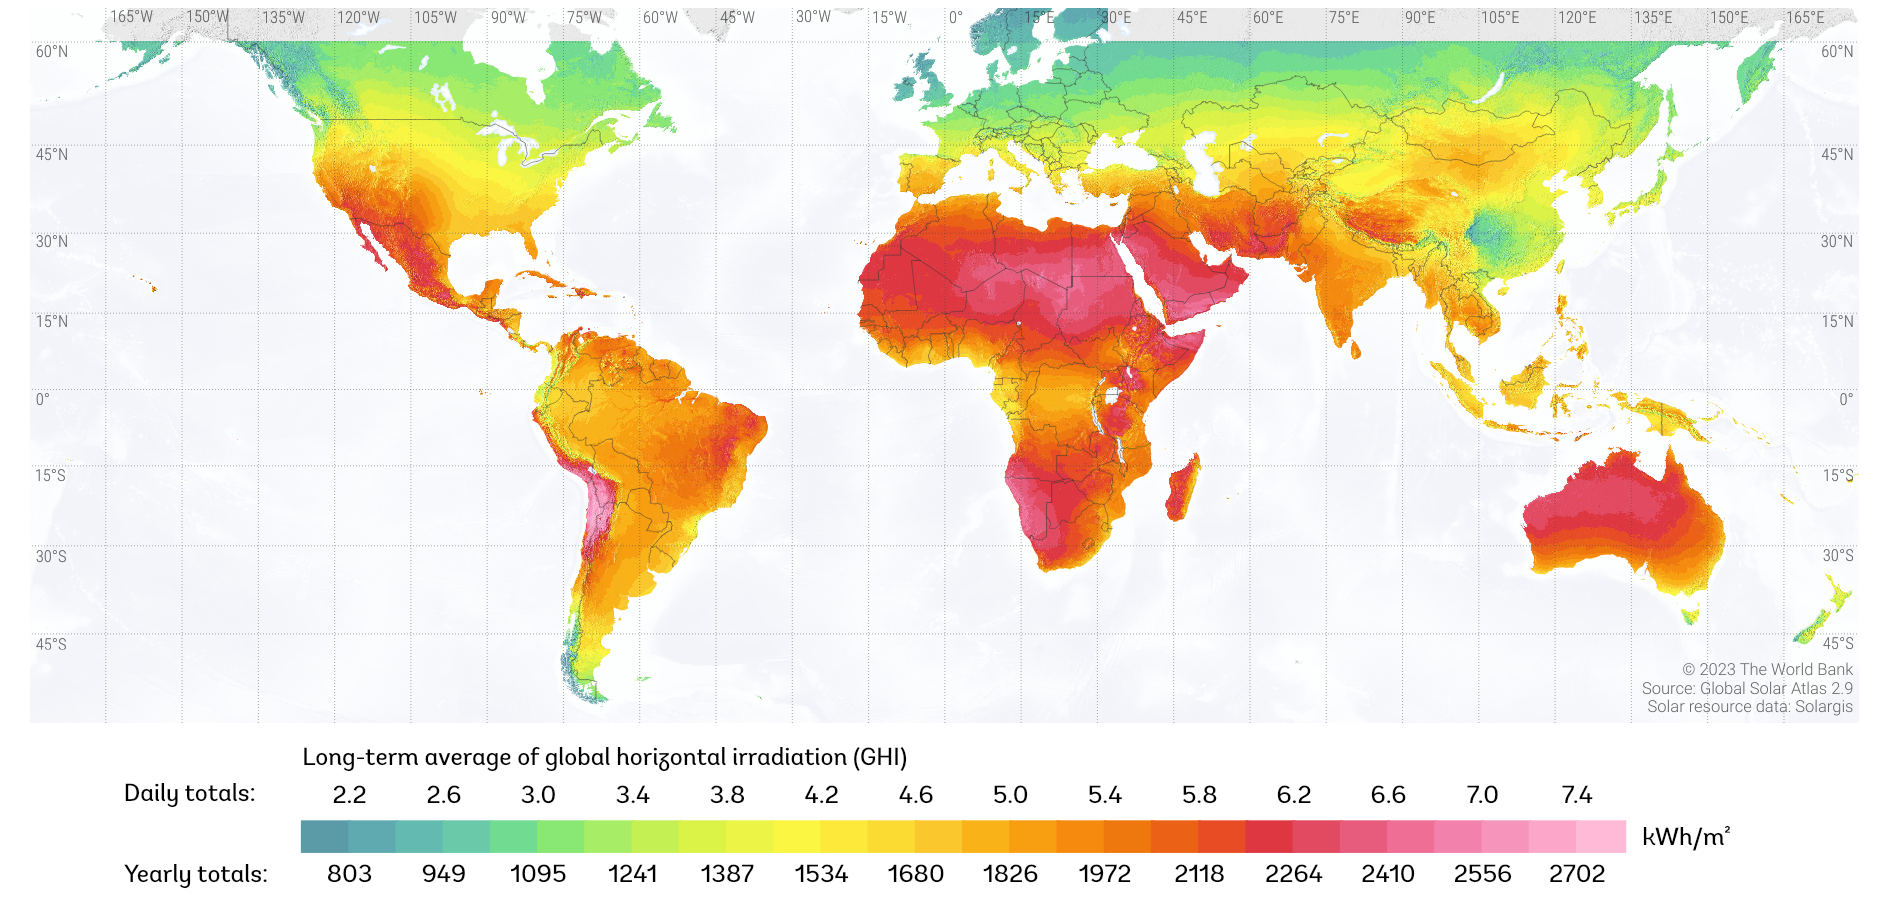 165°W 150°W 135°W 120°W 105°W 90°W 75°W 60°W 45°W 30°W 15°W 0° 15°E 30°E 45°E 60°E 75°E 90°E 105°E 120°E 135°E 150°E 165°E
60°N 60°N
45°N 45°N
30°N 30°N
15°N 15°N
0° 0°
15°S 15°S
30°S 30°S
45°S 45°S
© 2023 The World Bank
Source: Global Solar Atlas 2.9
Solar resource data: Solargis
Long-term average of global horizontal irradiation (GHI)
Daily totals: 2.2 2.6 3.0 3.4 3.8 4.2 4.6 5.0 5.4 5.8 6.2 6.6 7.0 7.4
kWh/m²
Yearly totals: 803 949 1095 1241 1387 1534 1680 1826 1972 2118 2264 2410 2556 2702